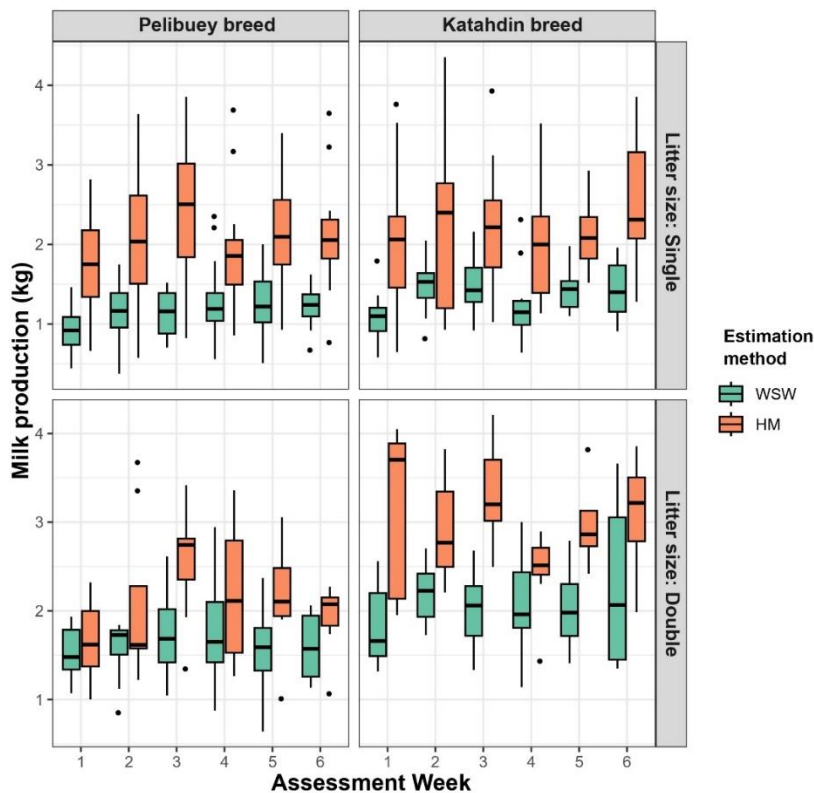 Pelibuey breed
Katahdin breed
4
3
2
1
Litter size: Single
4
3
2
1
Litter size: Double
1 2 3 4 5 6
1 2 3 4 5 6
Milk production (kg)
Assessment Week
Estimation
method
WSW
HM